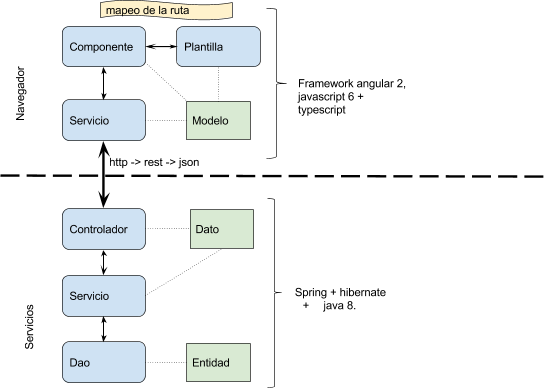 mapeo de la ruta
Componente
Plantilla
Navegador
Framework angular 2,
javascript 6 +
typescript
Servicio
Modelo
http -> rest -> json
Controlador
Dato
Servicio
Servicios
Spring + hibernate
+ java 8.
Dao
Entidad